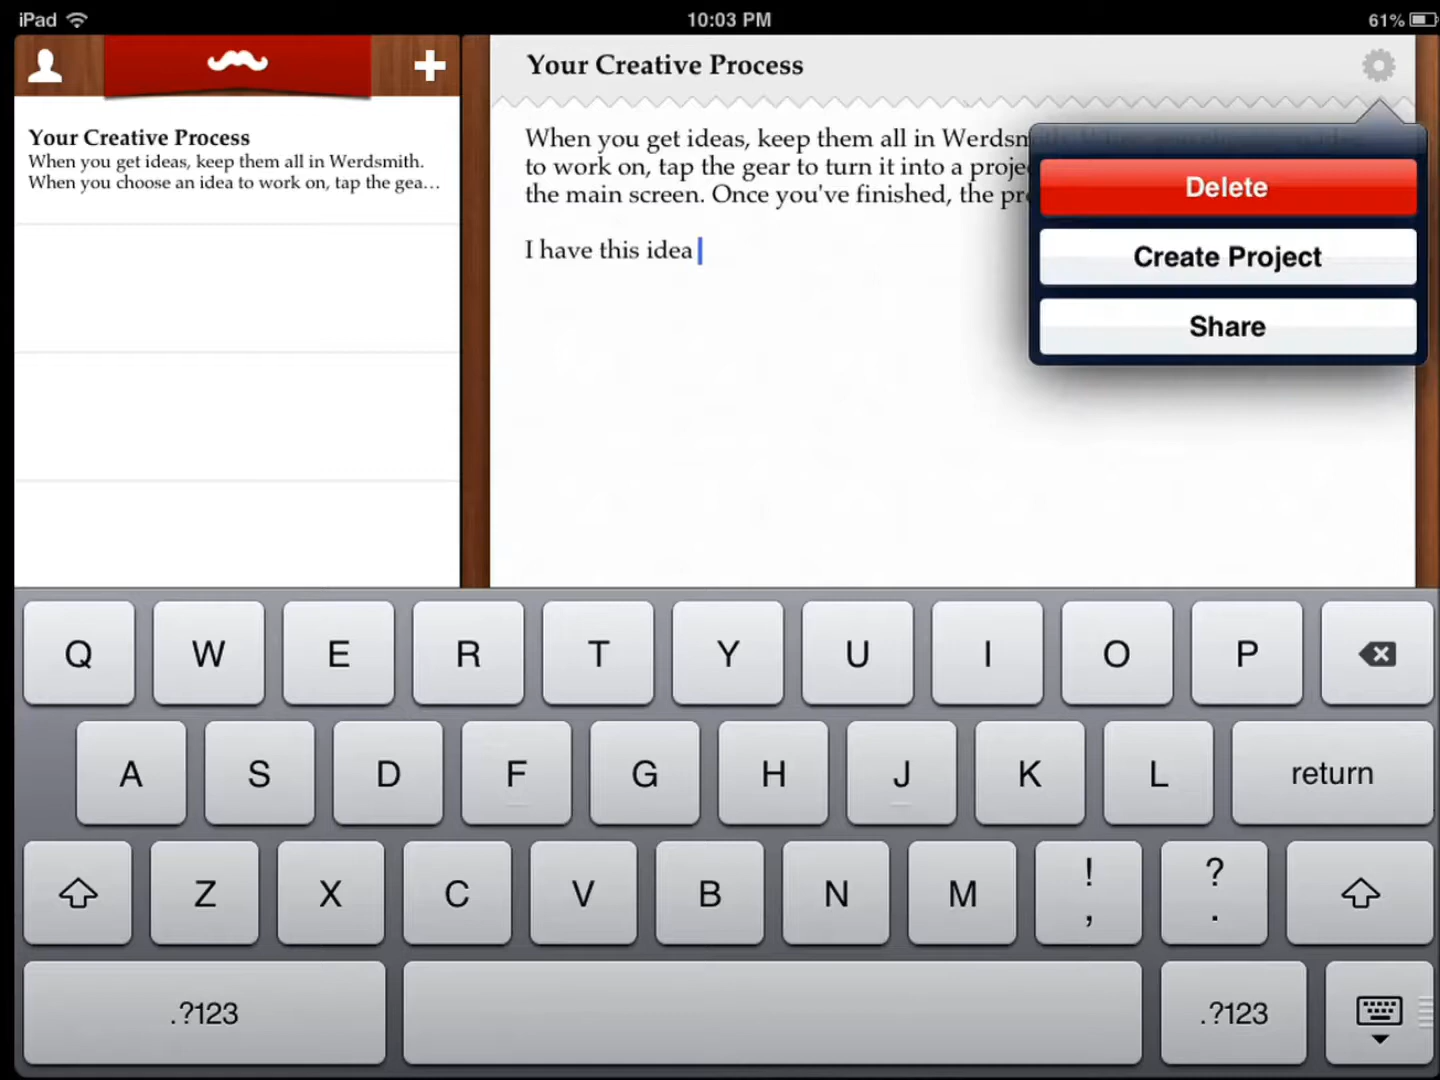 iPad
10:03 PM
61%
Your Creative Process
When you get ideas, keep them all in Werdsmith.
When you choose an idea to work on, tap the gea...
Your Creative Process
When you get ideas, keep them all in
to work on, tap the gear to turn it into a
the main screen. Once you've finished, the
I have this idea
Delete
Create Project
Share
Q W E R T Y U I O P
A S D F G H J K L return
Z X C V B N M ! , ? .
.?123 .?123